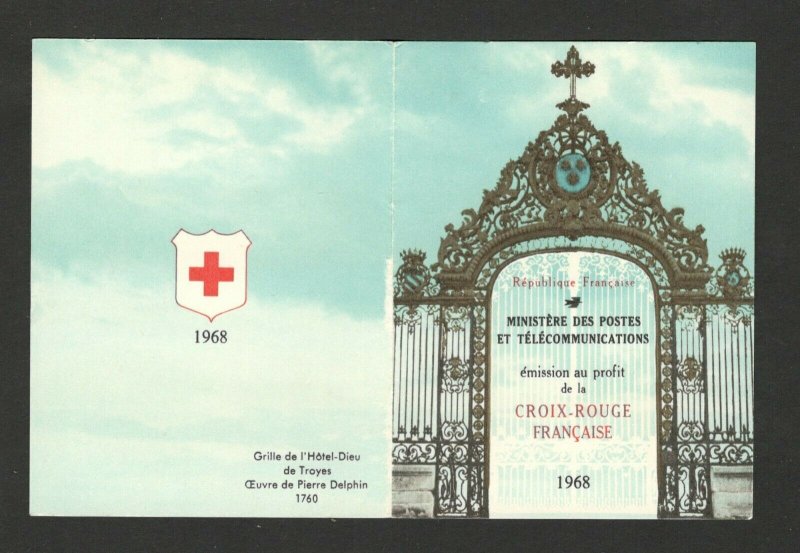 1968
Grille de l'Hôtel-Dieu
de Troyes
Œuvre de Pierre Delphin
1760
République Française
MINISTÈRE DES POSTES
ET TÉLÉCOMMUNICATIONS
émission au profit
de la
CROIX-ROUGE
FRANÇAISE
1968